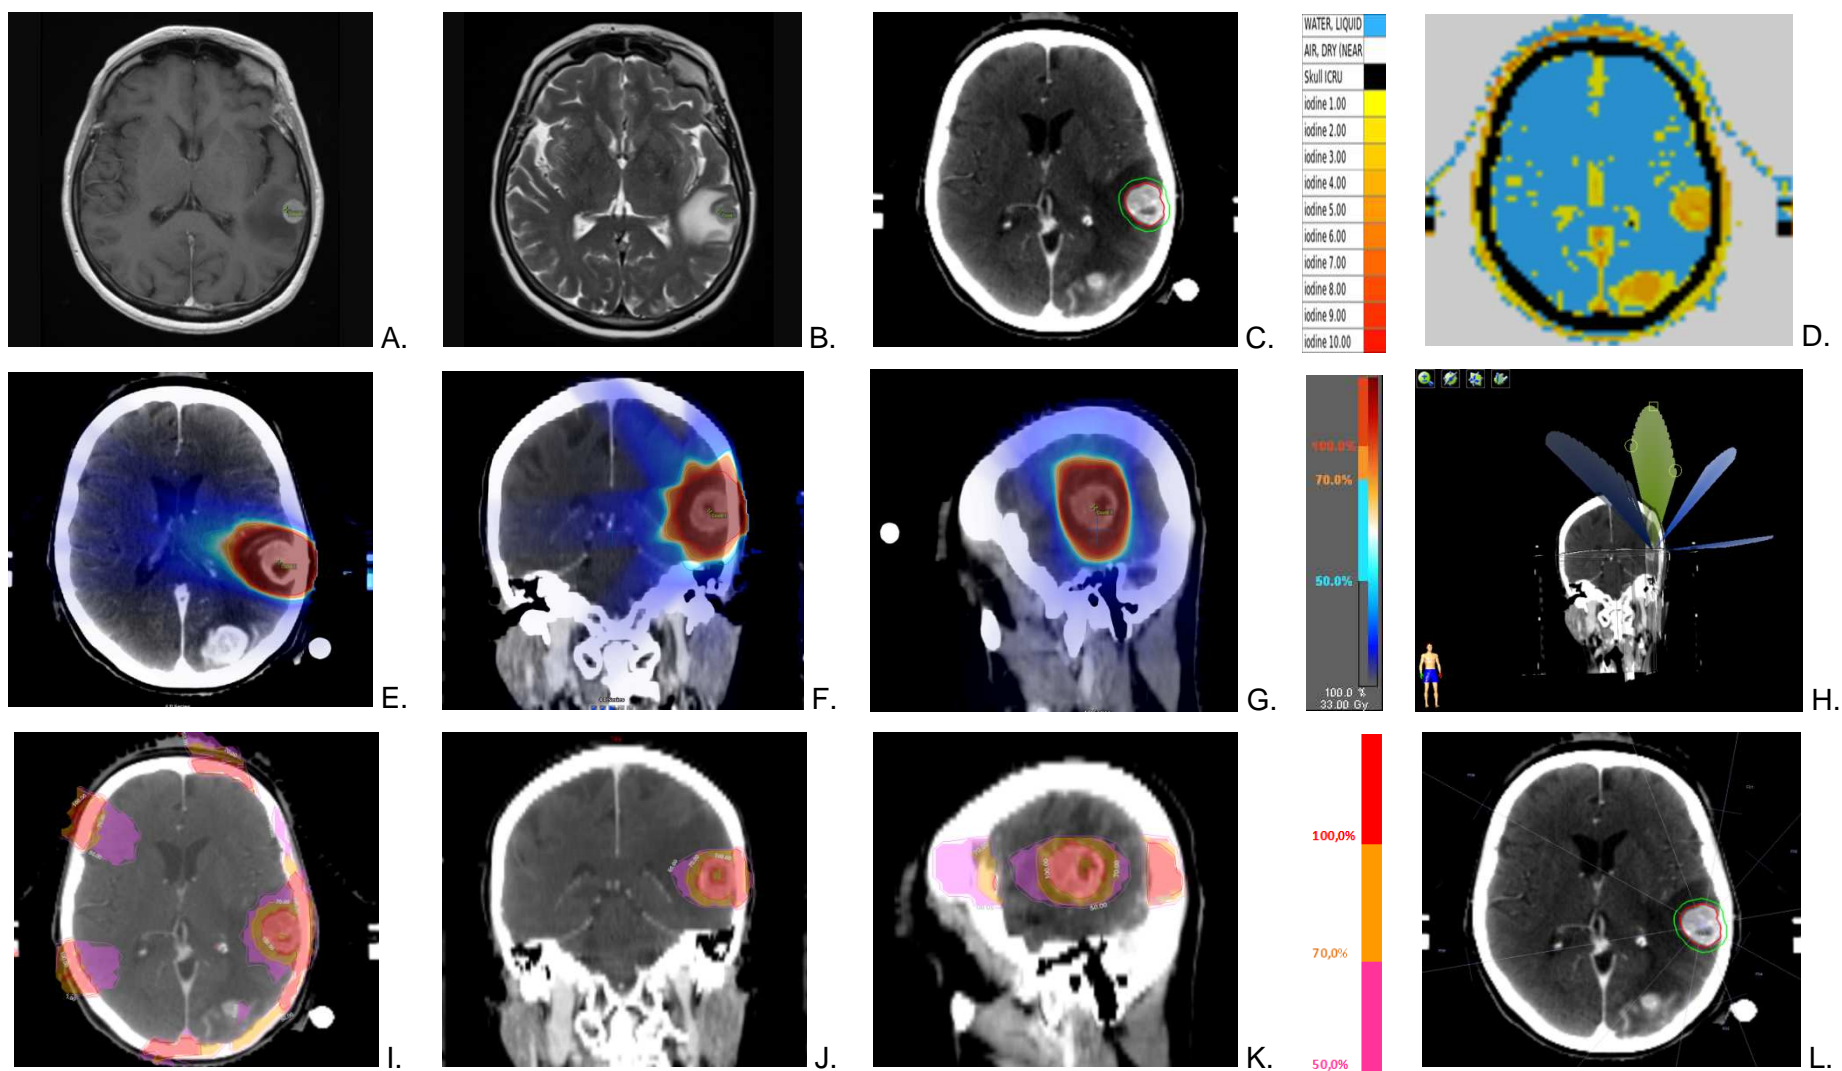 A.
B.
C.
WATER, LIQUID
AIR, DRY (NEAR
Skull ICRU
iodine 1.00
iodine 2.00
iodine 3.00
iodine 4.00
iodine 5.00
iodine 6.00
iodine 7.00
iodine 8.00
iodine 9.00
iodine 10.00
D.
E.
F.
G.
100.0%
70.0%
50.0%
100.0 %
33.00 Gy
H.
I.
J.
K.
100,0%
70,0%
50,0%
L.